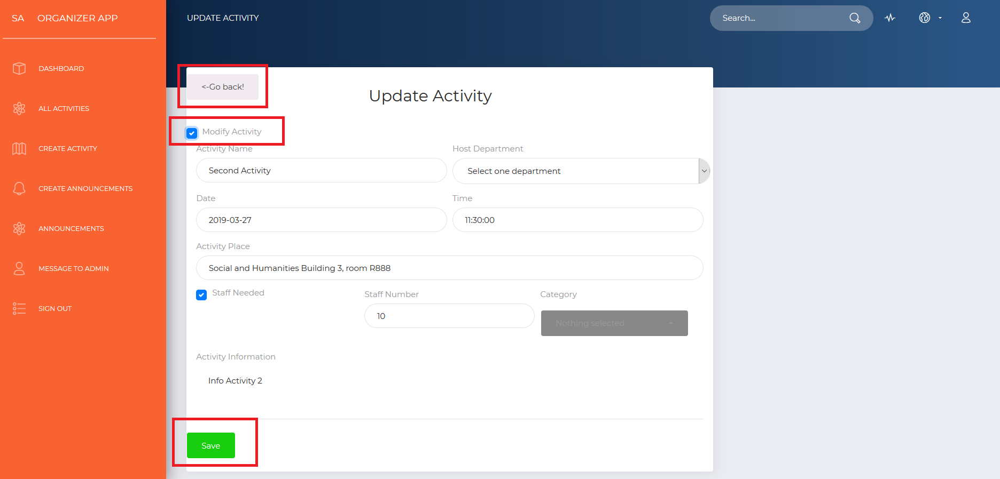 SA ORGANIZER APP
DASHBOARD
ALL ACTIVITIES
CREATE ACTIVITY
CREATE ANNOUNCEMENTS
ANNOUNCEMENTS
MESSAGE TO ADMIN
SIGN OUT
UPDATE ACTIVITY
Search...
<-Go back!
Update Activity
Modify Activity
Activity Name
Second Activity
Host Department
Select one department
Date
2019-03-27
Time
11:30:00
Activity Place
Social and Humanities Building 3, room R888
Staff Needed
Staff Number
10
Category
Nothing selected
Activity Information
Info Activity 2
Save